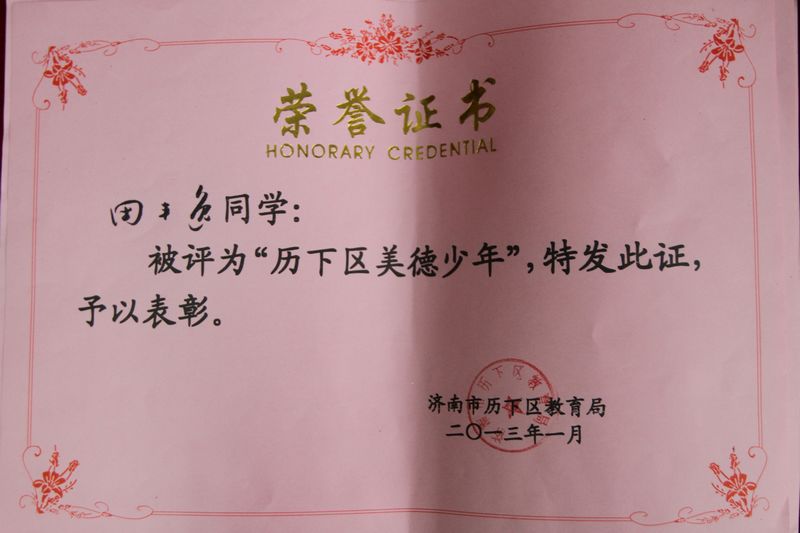 荣誉证书
HONORARY CREDENTIAL
田丰逸同学：
被评为“历下区美德少年”，特发此证，
予以表彰。
济南市历下区教育局
二〇一三年一月